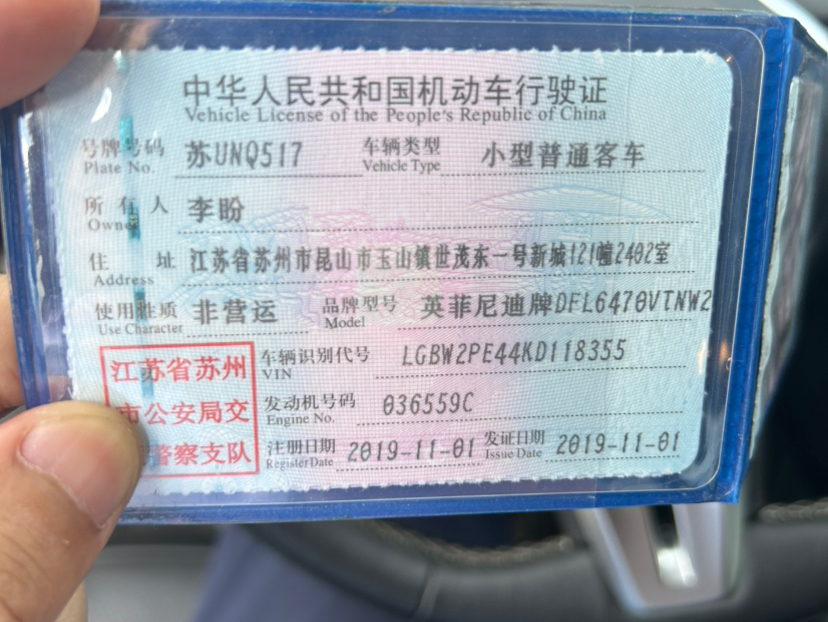 中华人民共和国机动车行驶证
Vehicle License of the People's Republic of China
号牌号码 苏UNQ517 车辆类型 小型普通客车
Plate No. Vehicle Type
所有人 李盼
Owner
住址 江苏省苏州市昆山市玉山镇世茂东一号新城121幢2402室
Address
使用性质 非营运 品牌型号 英菲尼迪牌DFL6470VTNW2
Use Character Model
车辆识别代号 LGBW2PE44KD118355
VIN
发动机号码 036559C
Engine No.
注册日期 2019-11-01 发证日期 2019-11-01
Register Date Issue Date
江苏省苏州
市公安局交
警察支队